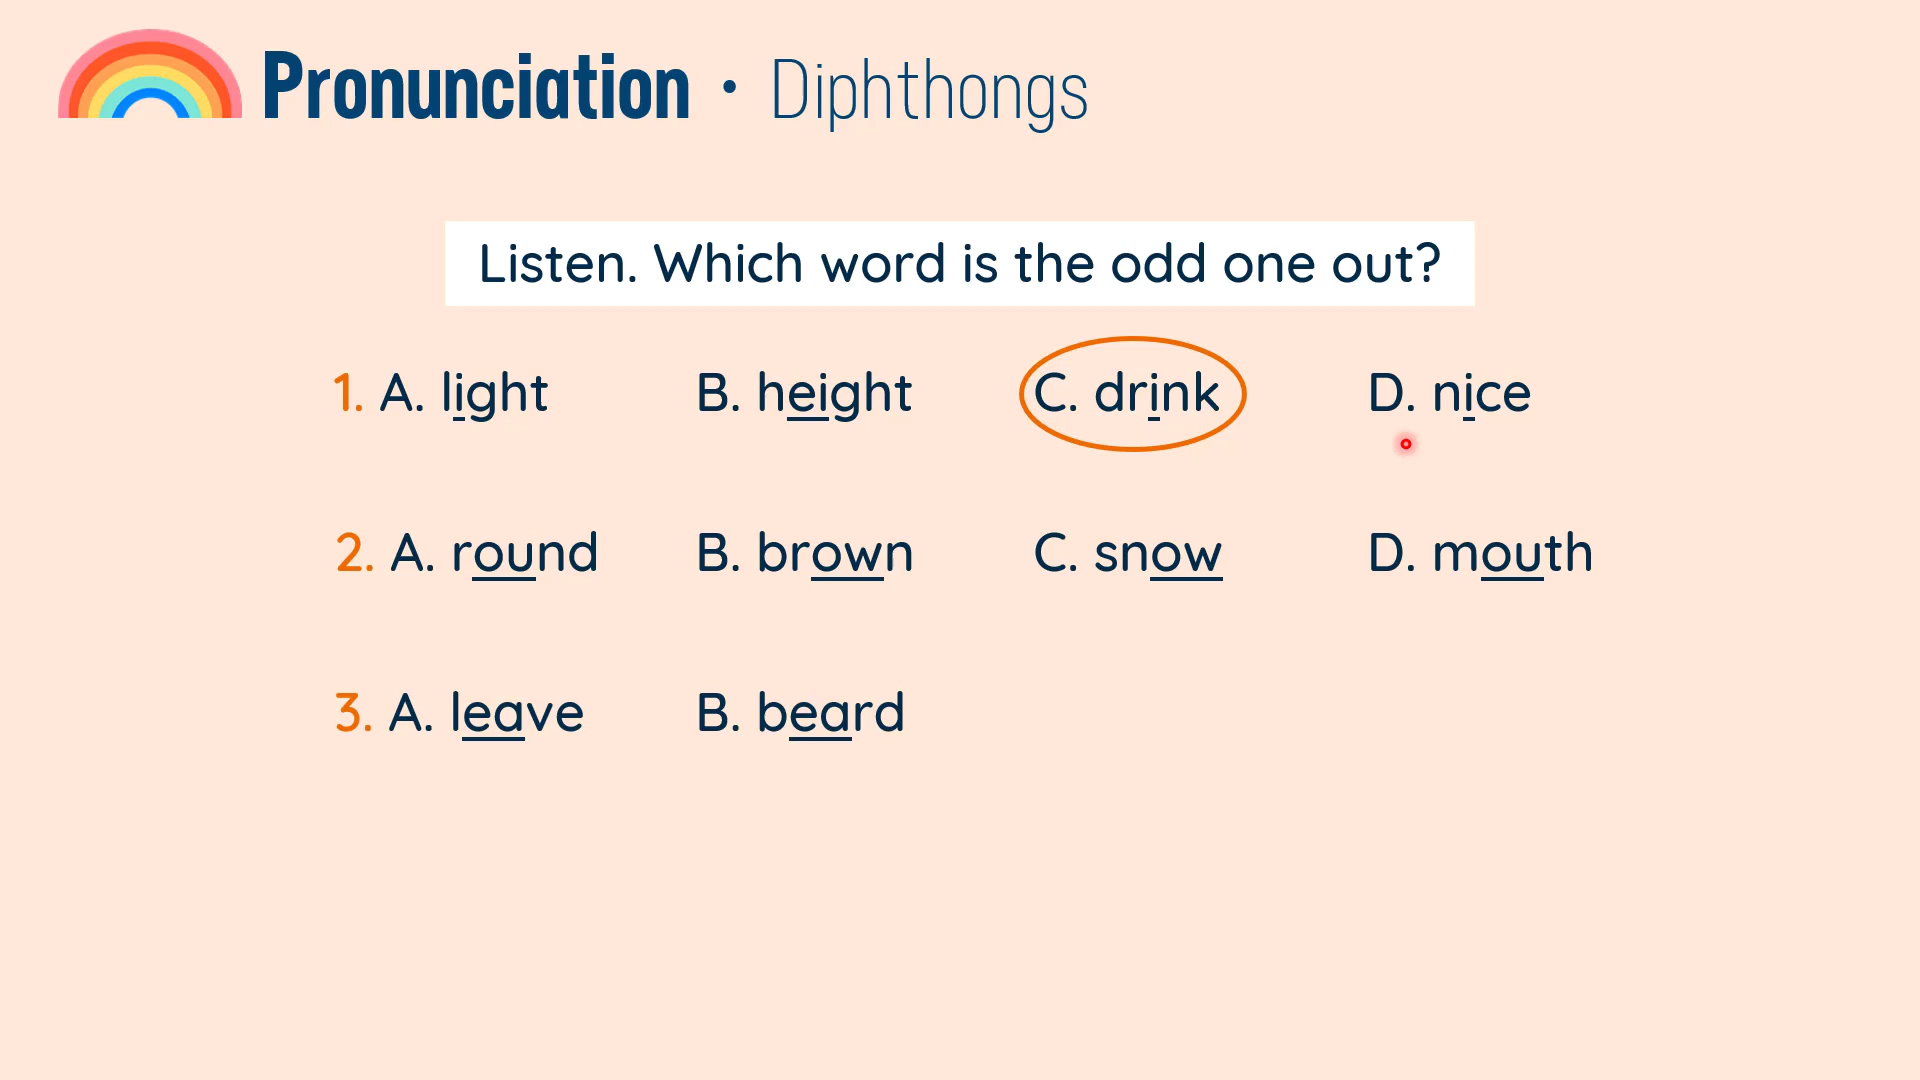 Pronunciation • Diphthongs
Listen. Which word is the odd one out?
1. A. light B. height C. drink D. nice
2. A. round B. brown C. snow D. mouth
3. A. leave B. beard